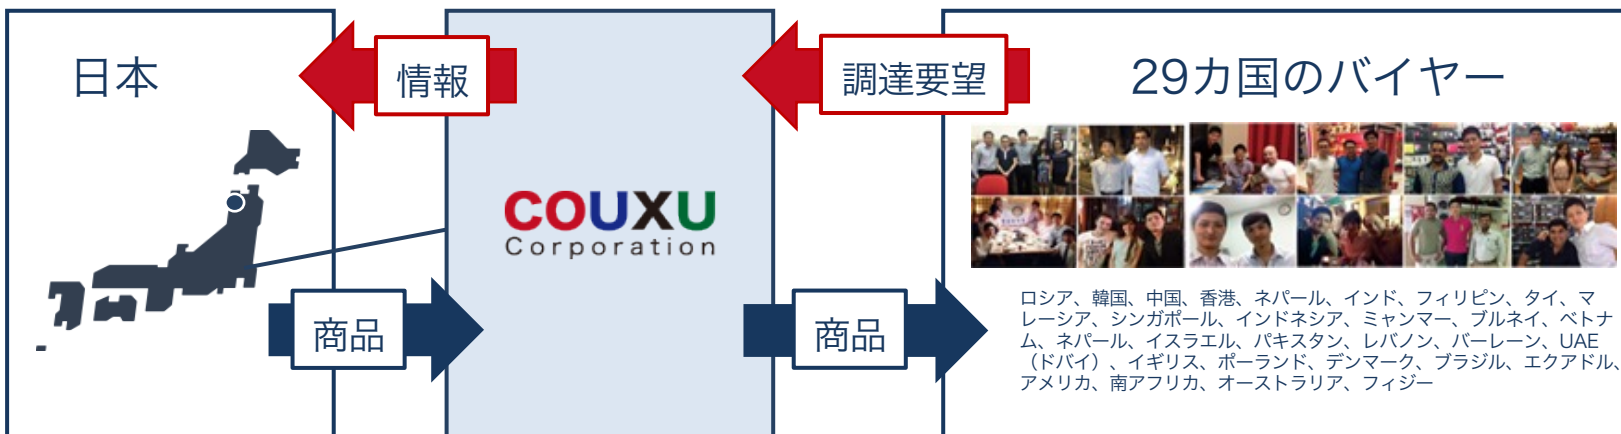 日本
情報
調達要望
29カ国のバイヤー
COUXU
Corporation
商品
商品
ロシア、韓国、中国、香港、ネパール、インド、フィリピン、タイ、マ
レーシア、シンガポール、インドネシア、ミャンマー、ブルネイ、ベトナ
ム、ネパール、イスラエル、パキスタン、レバノン、バーレーン、UAE
（ドバイ）、イギリス、ポーランド、デンマーク、ブラジル、エクアドル、
アメリカ、南アフリカ、オーストラリア、フィジー